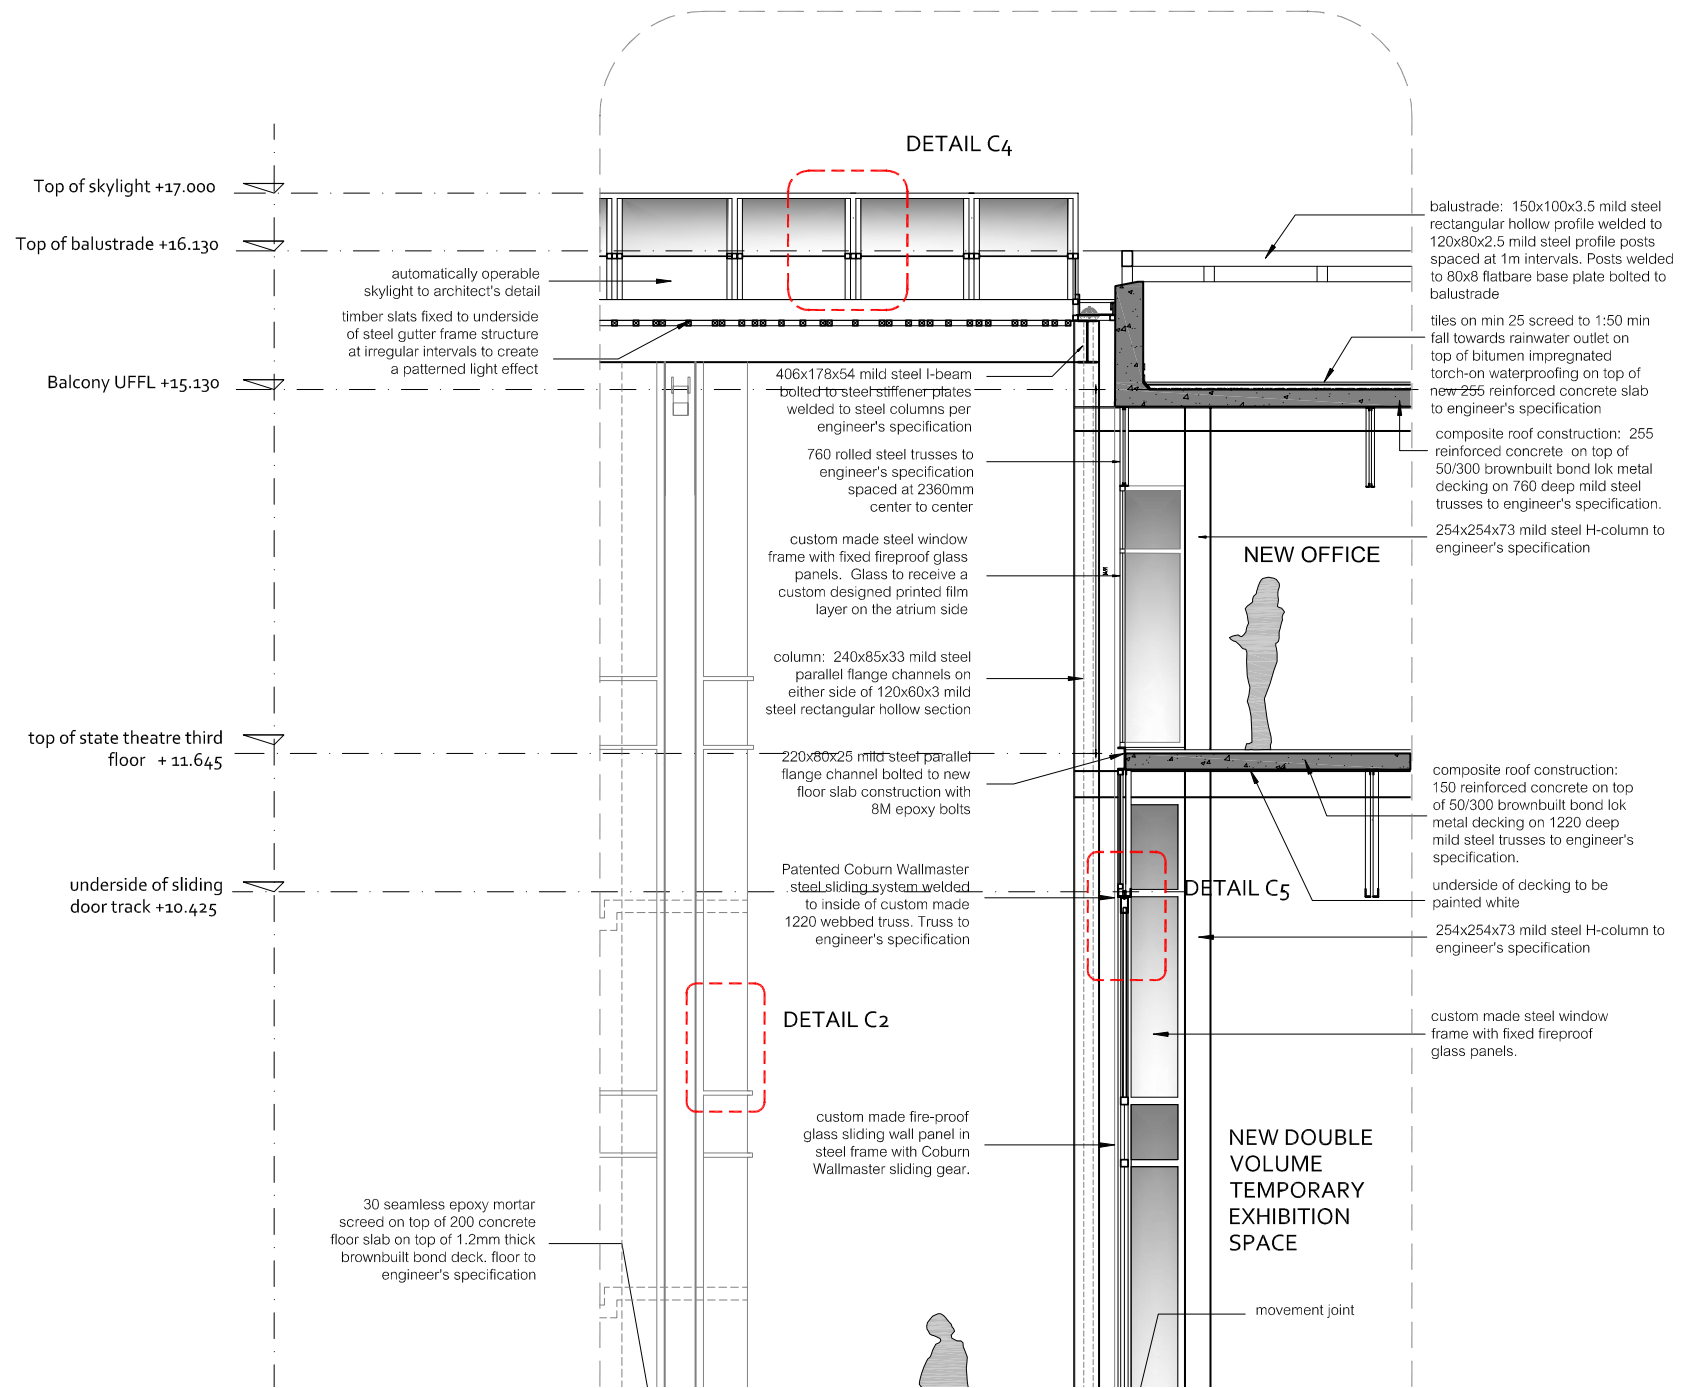 DETAIL C4
Top of skylight +17.000
Top of balustrade +16.130
Balcony UFFL +15.130
top of state theatre third
floor + 11.645
underside of sliding
door track +10.425
automatically operable
skylight to architect's detail
timber slats fixed to underside
of steel gutter frame structure
at irregular intervals to create
a patterned light effect
30 seamless epoxy mortar
screed on top of 200 concrete
floor slab on top of 1.2mm thick
brownbuilt bond deck. floor to
engineer's specification
406x178x54 mild steel I-beam
bolted to steel stiffener plates
welded to steel columns per
engineer's specification
760 rolled steel trusses to
engineer's specification
spaced at 2360mm
center to center
custom made steel window
frame with fixed fireproof glass
panels. Glass to receive a
custom designed printed film
layer on the atrium side
column: 240x85x33 mild steel
parallel flange channels on
either side of 120x60x3 mild
steel rectangular hollow section
220x80x25 mild steel parallel
flange channel bolted to new
floor slab construction with
8M epoxy bolts
Patented Coburn Wallmaster
steel sliding system welded
to inside of custom made
1220 webbed truss. Truss to
engineer's specification
DETAIL C2
custom made fire-proof
glass sliding wall panel in
steel frame with Coburn
Wallmaster sliding gear.
NEW OFFICE
DETAIL C5
NEW DOUBLE
VOLUME
TEMPORARY
EXHIBITION
SPACE
movement joint
balustrade: 150x100x3.5 mild steel
rectangular hollow profile welded to
120x80x2.5 mild steel profile posts
spaced at 1m intervals. Posts welded
to 80x8 flatbare base plate bolted to
balustrade
tiles on min 25 screed to 1:50 min
fall towards rainwater outlet on
top of bitumen impregnated
torch-on waterproofing on top of
new 255 reinforced concrete slab
to engineer's specification
composite roof construction: 255
reinforced concrete on top of
50/300 brownbuilt bond lok metal
decking on 760 deep mild steel
trusses to engineer's specification.
254x254x73 mild steel H-column to
engineer's specification
composite roof construction:
150 reinforced concrete on top
of 50/300 brownbuilt bond lok
metal decking on 1220 deep
mild steel trusses to engineer's
specification.
underside of decking to be
painted white
254x254x73 mild steel H-column to
engineer's specification
custom made steel window
frame with fixed fireproof
glass panels.